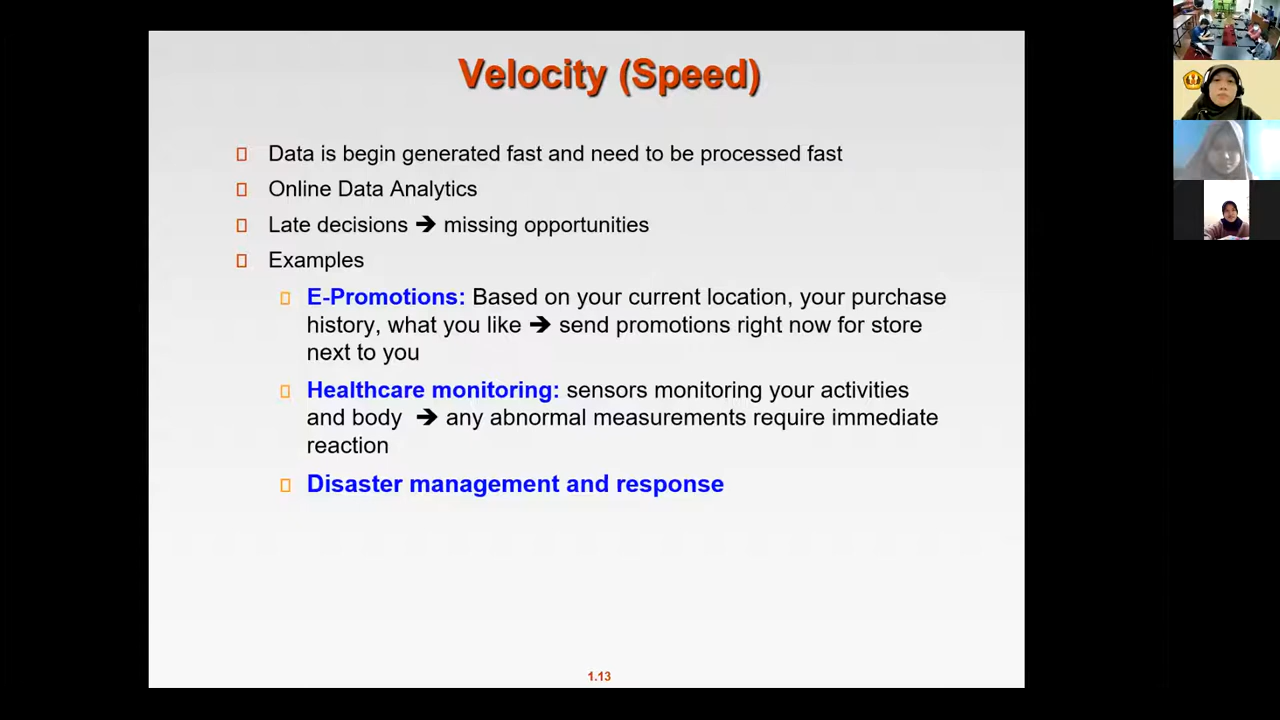 Velocity (Speed)
Data is begin generated fast and need to be processed fast
Online Data Analytics
Late decisions ➔ missing opportunities
Examples
E-Promotions: Based on your current location, your purchase
history, what you like ➔ send promotions right now for store
next to you
Healthcare monitoring: sensors monitoring your activities
and body ➔ any abnormal measurements require immediate
reaction
Disaster management and response
1.13